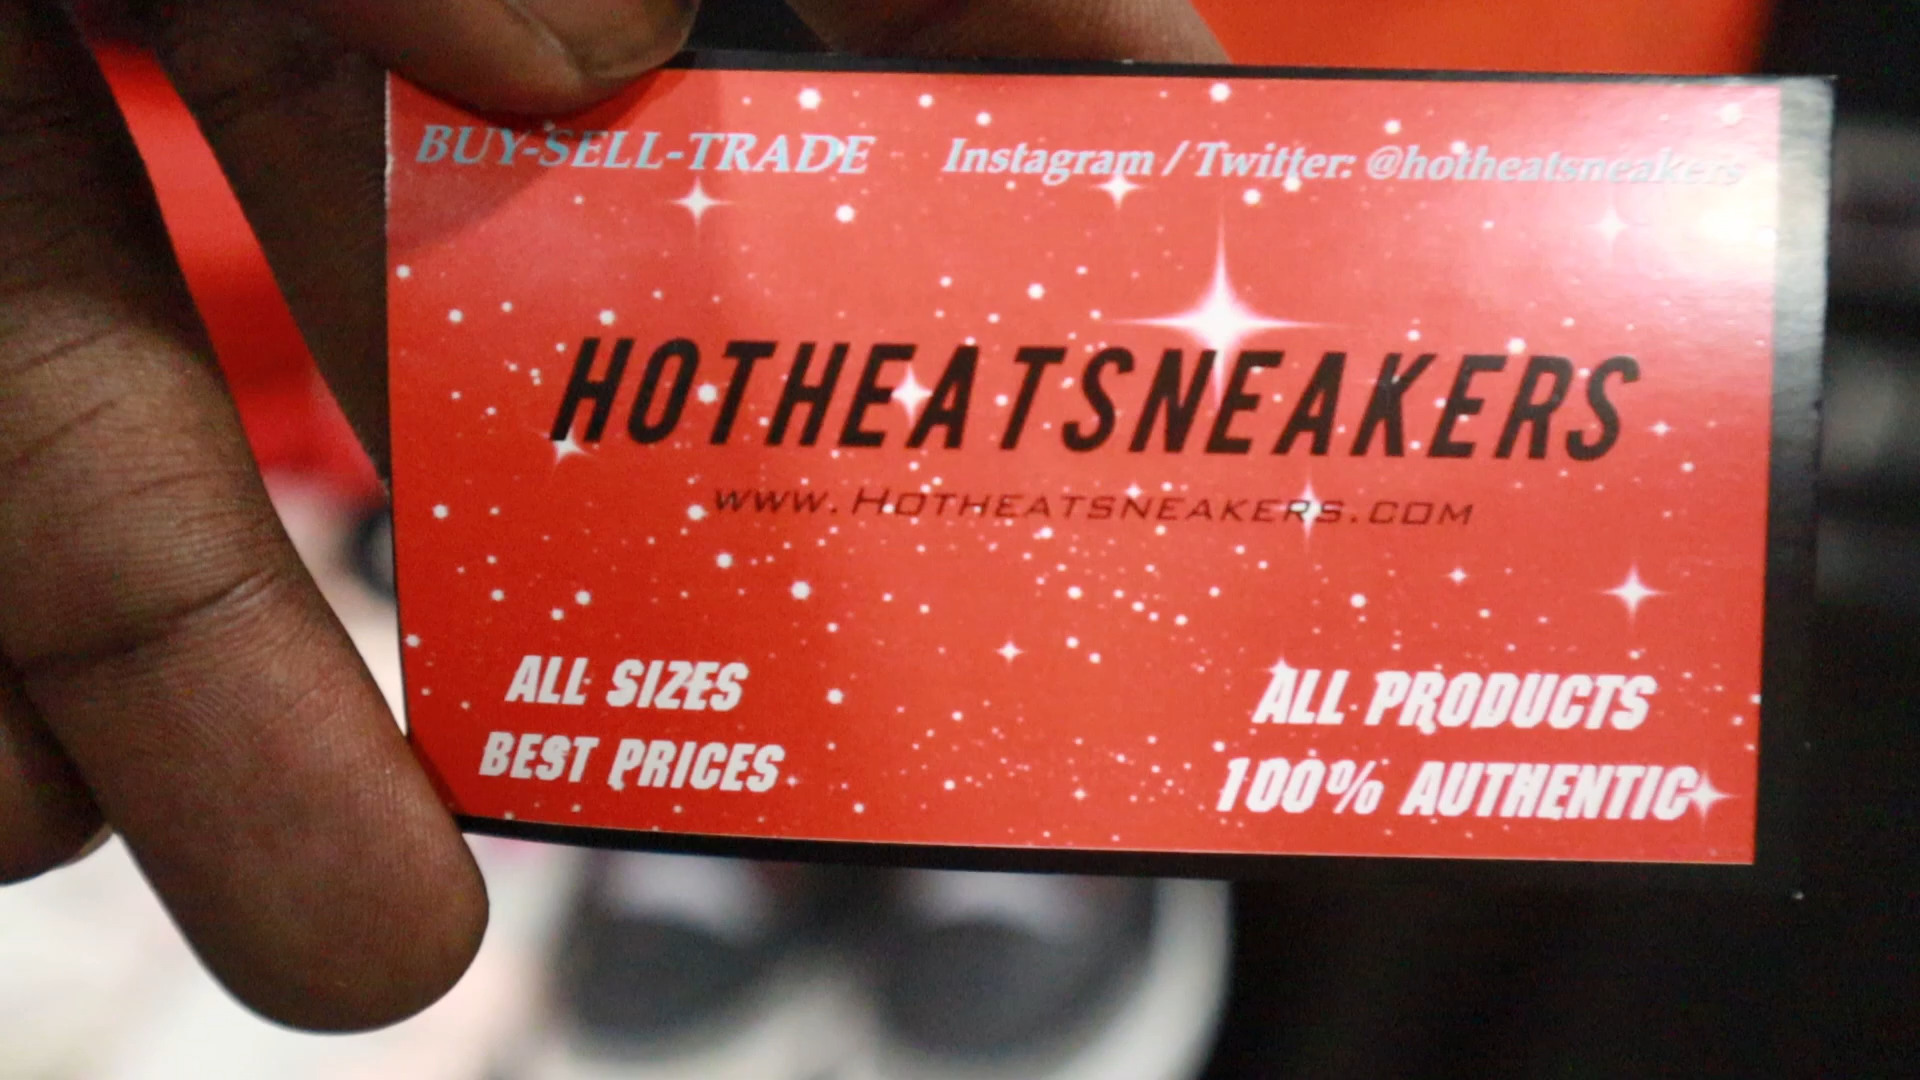 BUY-SELL-TRADE Instagram / Twitter: @hotheatsneakers
HOTHEATSNEAKERS
WWW.HOTHEATSNEAKERS.COM
ALL SIZES
BEST PRICES
ALL PRODUCTS
100% AUTHENTIC